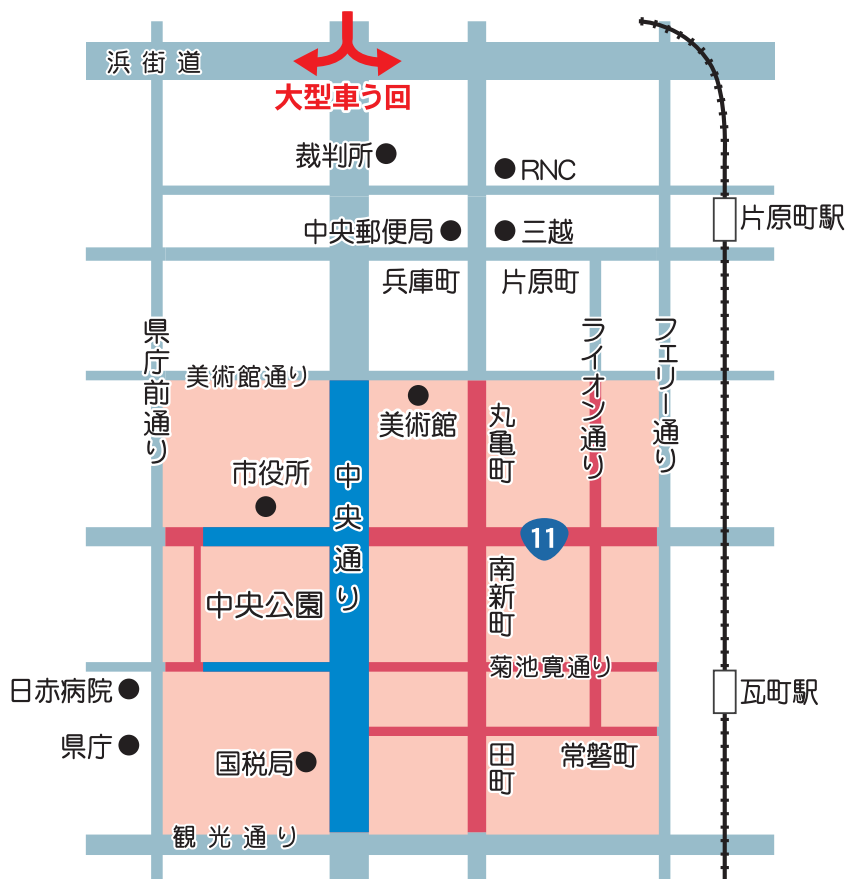 浜街道
大型車う回
裁判所
RNC
中央郵便局
三越
片原町駅
兵庫町
片原町
県庁前通り
ライオン通り
フェリー通り
美術館通り
美術館
丸亀町
市役所
中央通り
11
南新町
中央公園
菊池寛通り
日赤病院
瓦町駅
県庁
国税局
田町
常磐町
観光通り